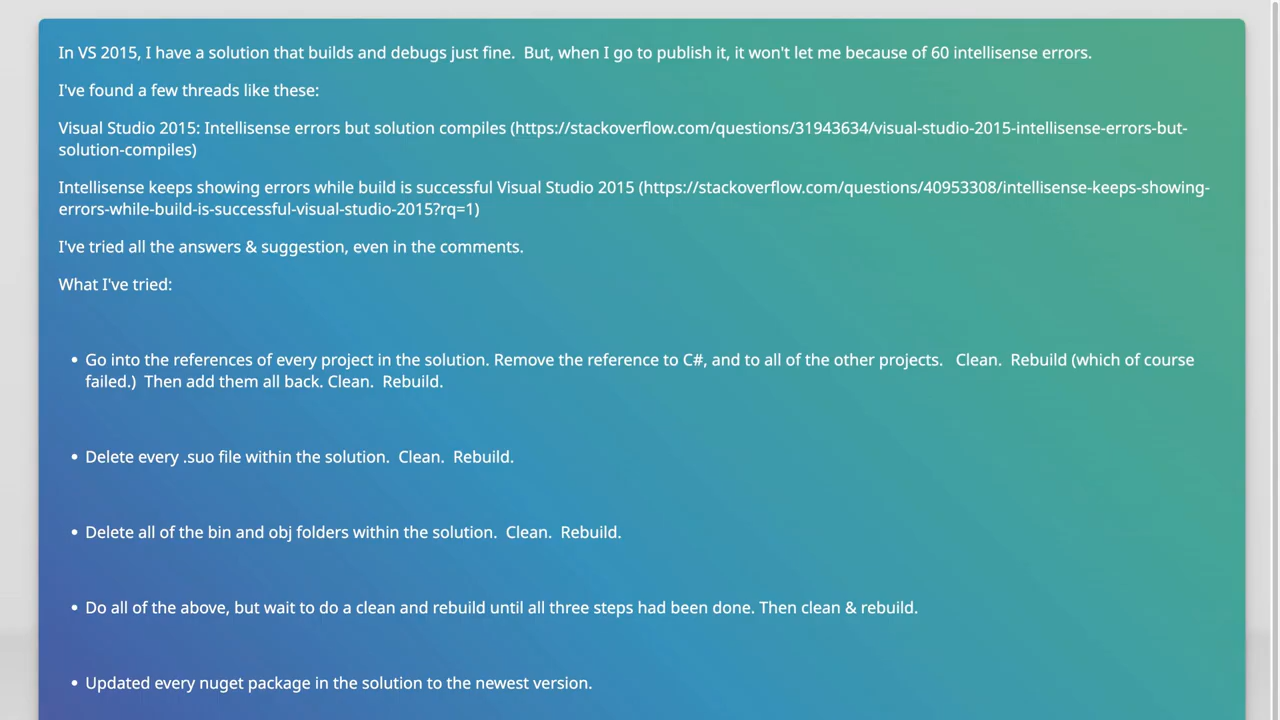 In VS 2015, I have a solution that builds and debugs just fine.  But, when I go to publish it, it won't let me because of 60 intellisense errors.
I've found a few threads like these:
Visual Studio 2015: Intellisense errors but solution compiles (https://stackoverflow.com/questions/31943634/visual-studio-2015-intellisense-errors-but-
solution-compiles)
Intellisense keeps showing errors while build is successful Visual Studio 2015 (https://stackoverflow.com/questions/40953308/intellisense-keeps-showing-
errors-while-build-is-successful-visual-studio-2015?rq=1)
I've tried all the answers & suggestion, even in the comments.
What I've tried:
• Go into the references of every project in the solution. Remove the reference to C#, and to all of the other projects.   Clean.  Rebuild (which of course
failed.)  Then add them all back. Clean.  Rebuild.
• Delete every .suo file within the solution.  Clean.  Rebuild.
• Delete all of the bin and obj folders within the solution.  Clean.  Rebuild.
• Do all of the above, but wait to do a clean and rebuild until all three steps had been done. Then clean & rebuild.
• Updated every nuget package in the solution to the newest version.